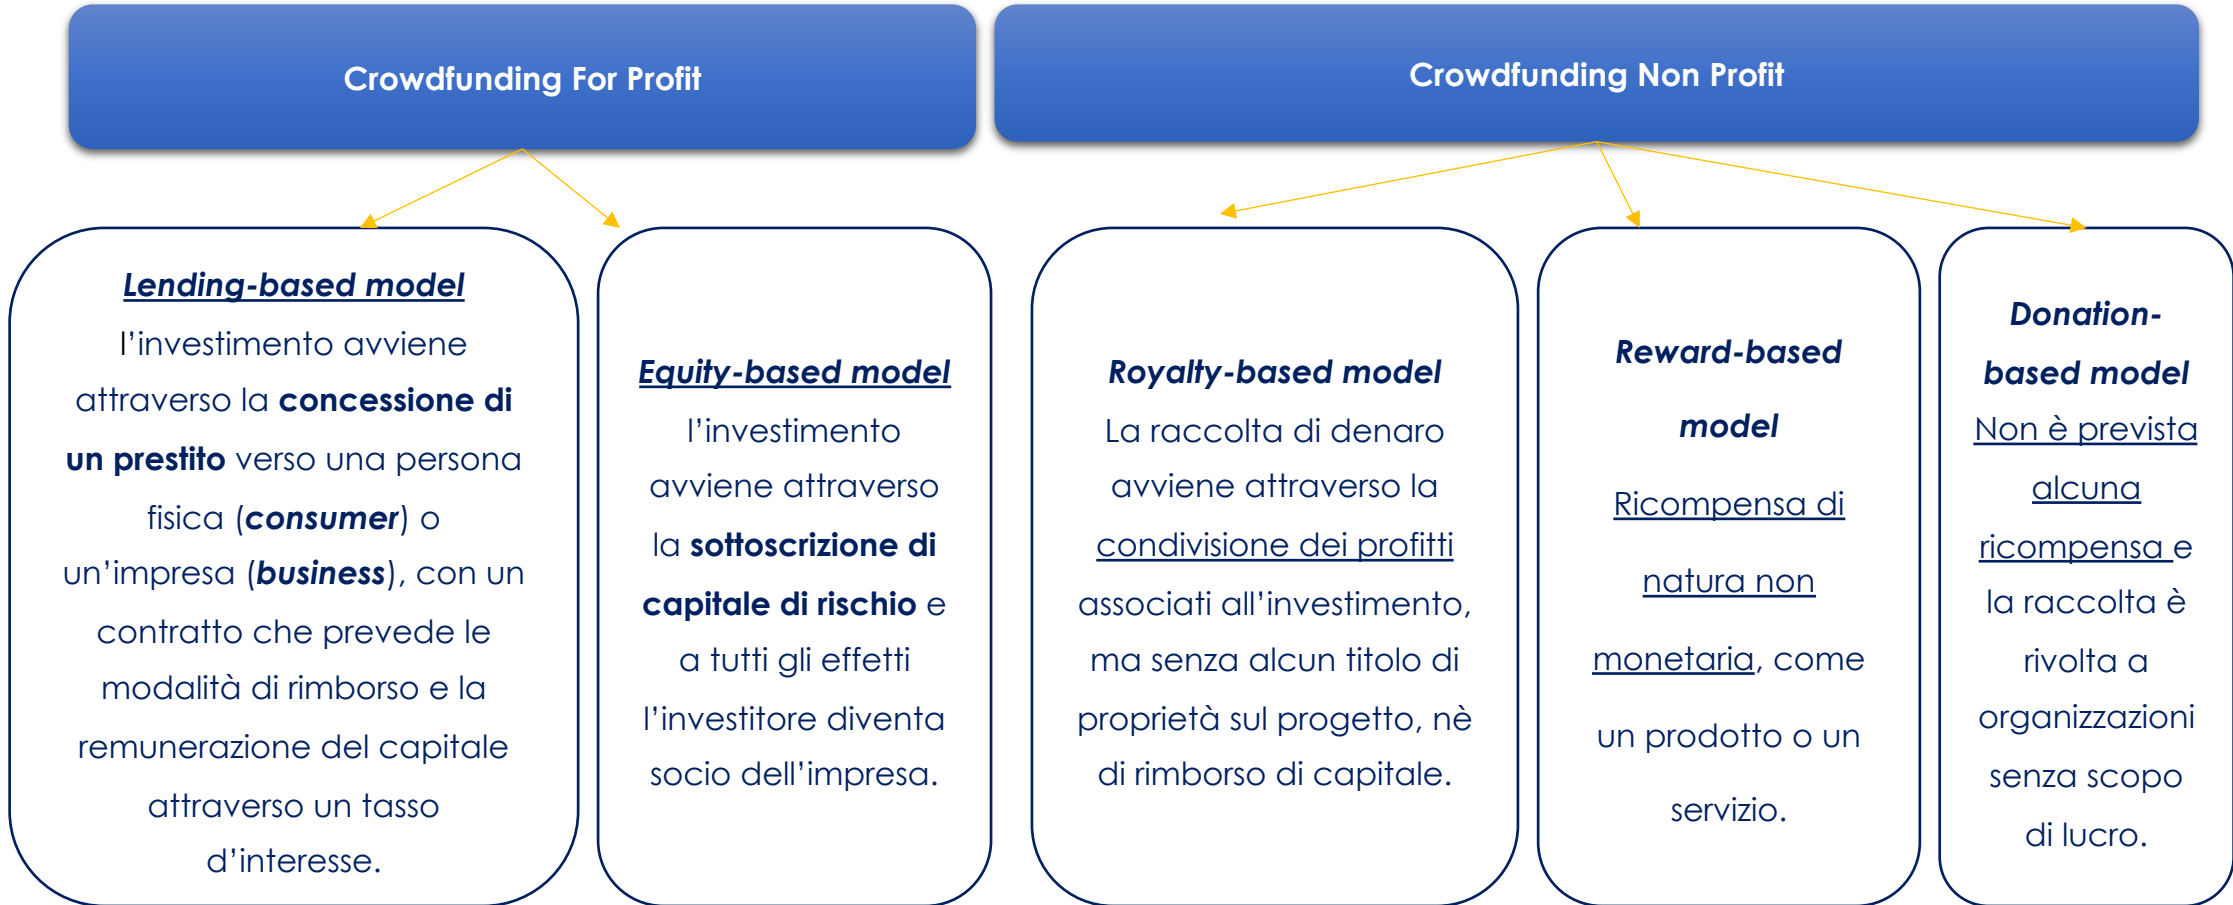 Crowdfunding For Profit
Crowdfunding Non Profit
Lending-based model
l’investimento avviene
attraverso la concessione di
un prestito verso una persona
fisica (consumer) o
un’impresa (business), con un
contratto che prevede le
modalità di rimborso e la
remunerazione del capitale
attraverso un tasso
d’interesse.
Equity-based model
l’investimento
avviene attraverso
la sottoscrizione di
capitale di rischio e
a tutti gli effetti
l’investitore diventa
socio dell’impresa.
Royalty-based model
La raccolta di denaro
avviene attraverso la
condivisione dei profitti
associati all’investimento,
ma senza alcun titolo di
proprietà sul progetto, nè
di rimborso di capitale.
Reward-based
model
Ricompensa di
natura non
monetaria, come
un prodotto o un
servizio.
Donation-
based model
Non è prevista
alcuna
ricompensa e
la raccolta è
rivolta a
organizzazioni
senza scopo
di lucro.